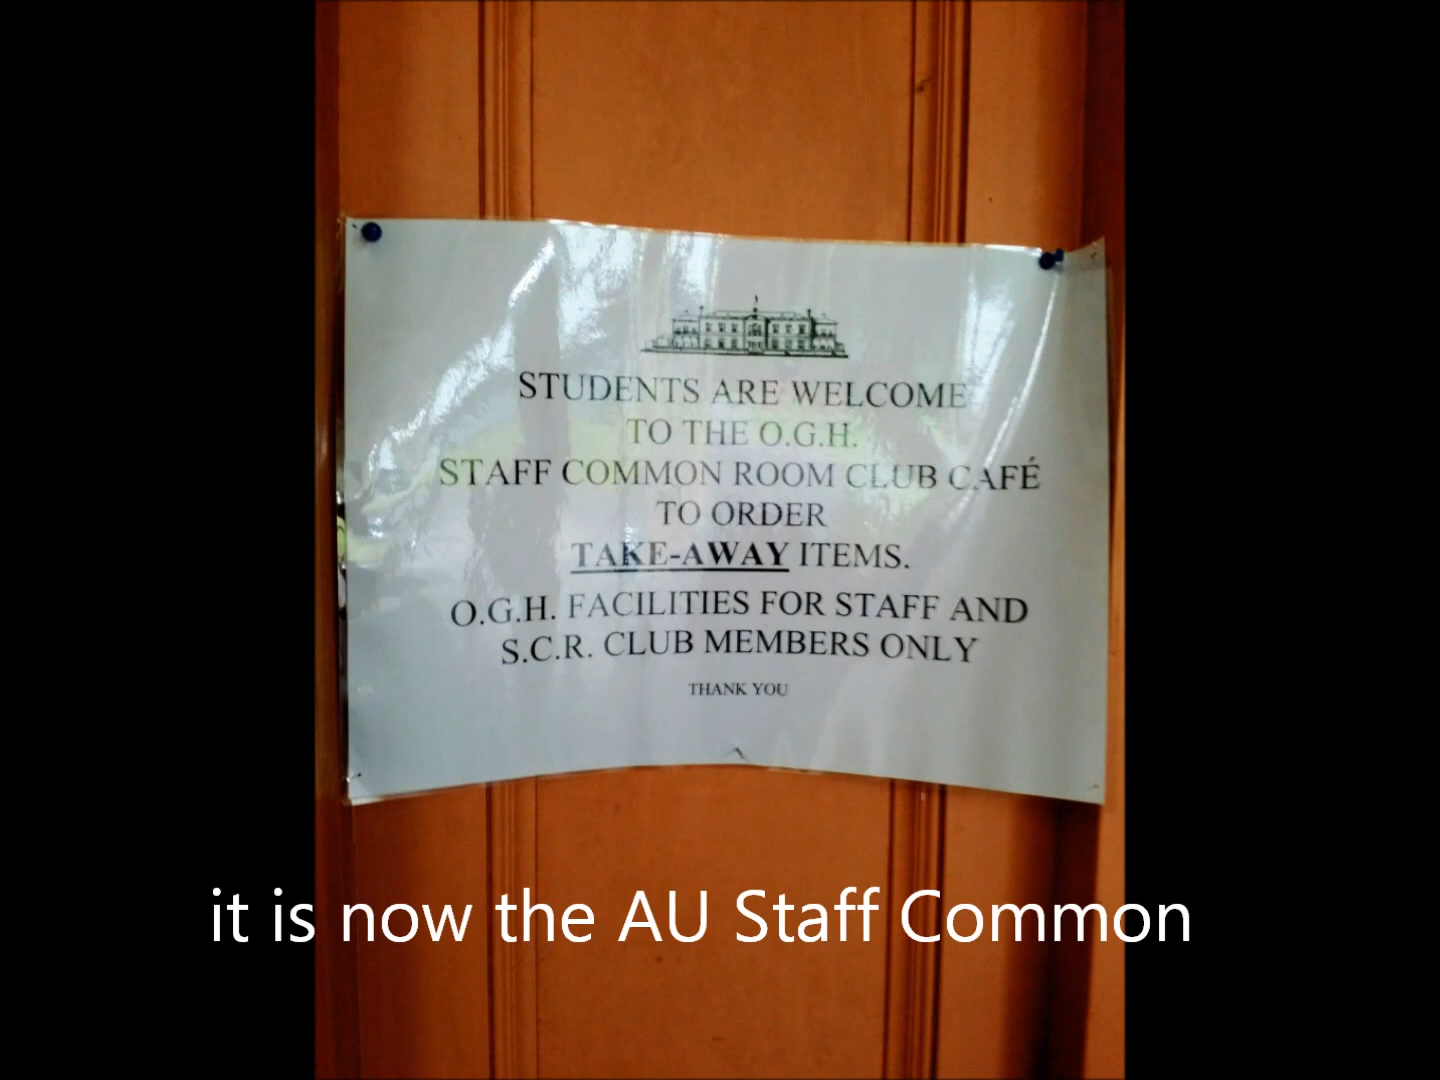 STUDENTS ARE WELCOME
TO THE O.G.H.
STAFF COMMON ROOM CLUB CAFÉ
TO ORDER
TAKE-AWAY ITEMS.
O.G.H. FACILITIES FOR STAFF AND
S.C.R. CLUB MEMBERS ONLY
THANK YOU
it is now the AU Staff Common